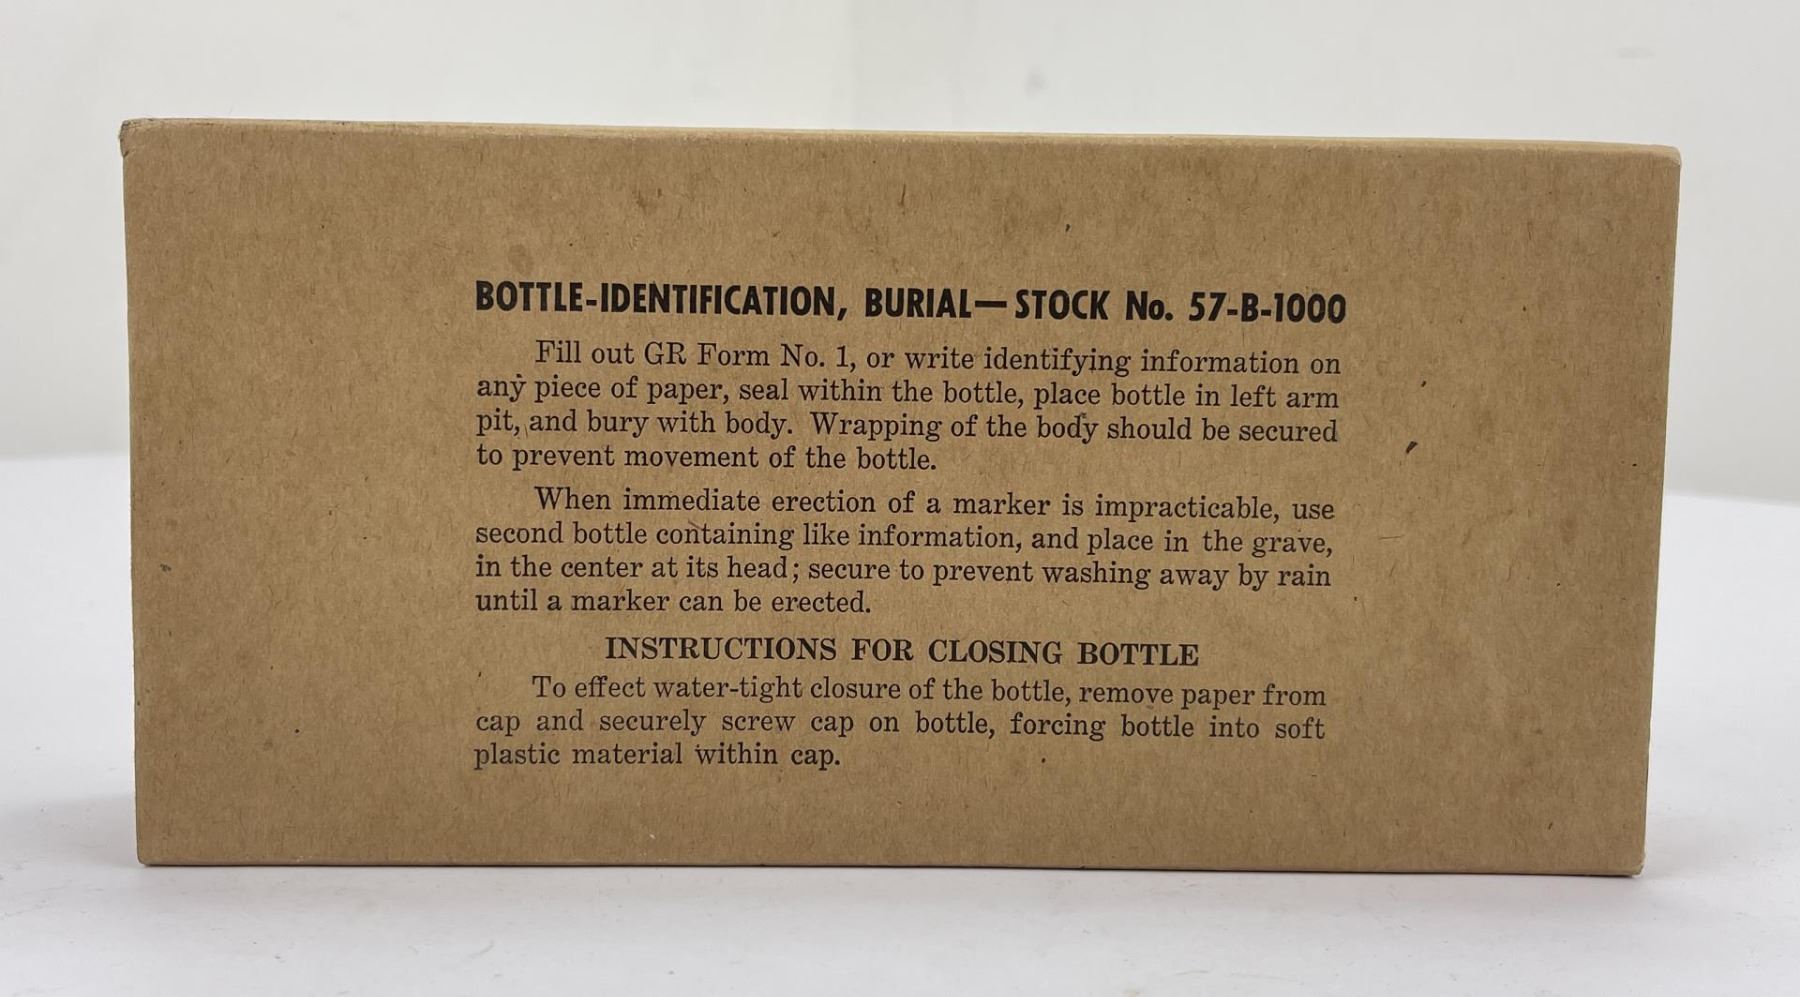 BOTTLE-IDENTIFICATION, BURIAL—STOCK No. 57-B-1000
Fill out GR Form No. 1, or write identifying information on
any piece of paper, seal within the bottle, place bottle in left arm
pit, and bury with body. Wrapping of the body should be secured
to prevent movement of the bottle.
When immediate erection of a marker is impracticable, use
second bottle containing like information, and place in the grave,
in the center at its head; secure to prevent washing away by rain
until a marker can be erected.
INSTRUCTIONS FOR CLOSING BOTTLE
To effect water-tight closure of the bottle, remove paper from
cap and securely screw cap on bottle, forcing bottle into soft
plastic material within cap.